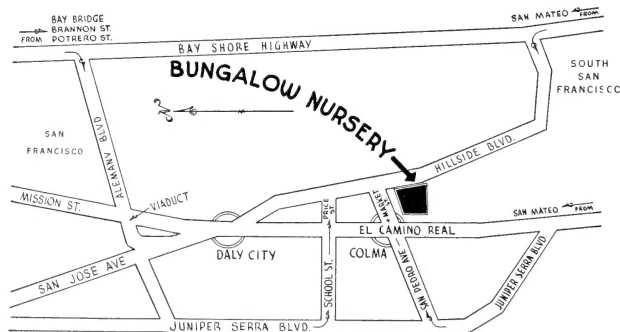 BAY BRIDGE
BRANNON ST.
FROM POTRERO ST.
SAN MATEO FROM
BAY SHORE HIGHWAY
BUNGALOW NURSERY
SOUTH
SAN
FRANCISCO
SAN
FRANCISCO
ALEMANY BLVD
HILLSIDE BLVD.
MISSION ST.
VIADUCT
PRICE ST.
MARKET
SAN MATEO FROM
EL CAMINO REAL
DALY CITY
COLMA
SAN JOSE AVE
SCHOOL ST.
SAN PEDRO AVE
JUNIPER SERRA BLVD
JUNIPER SERRA BLVD.